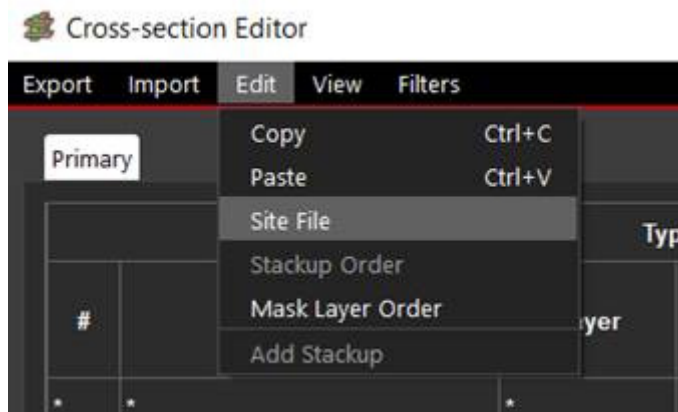 Cross-section Editor
Export Import Edit View Filters
Primary
Copy Ctrl+C
Paste Ctrl+V
Site File
Stackup Order
Mask Layer Order
Add Stackup
#
* * *